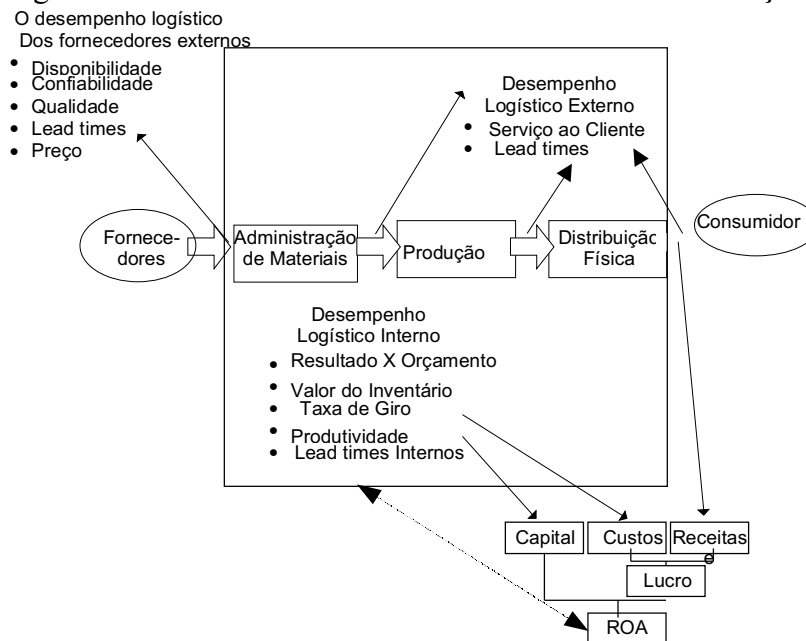 O desempenho logístico
Dos fornecedores externos
• Disponibilidade
• Confiabilidade
• Qualidade
• Lead times
• Preço
Desempenho
Logístico Externo
• Serviço ao Cliente
• Lead times
Fornece-
dores
Administração
de Materiais
Produção
Distribuiçã
Física
Consumidor
Desempenho
Logístico Interno
• Resultado X Orçamento
• Valor do Inventário
• Taxa de Giro
• Produtividade
• Lead times Internos
Capital
Custos
Receitas
e
Lucro
ROA